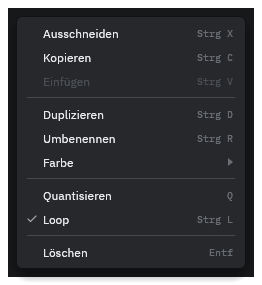 Ausschneiden Strg X
Kopieren Strg C
Einfügen Strg V
Duplizieren Strg D
Umbenennen Strg R
Farbe
Quantisieren Q
Loop Strg L
Löschen Entf